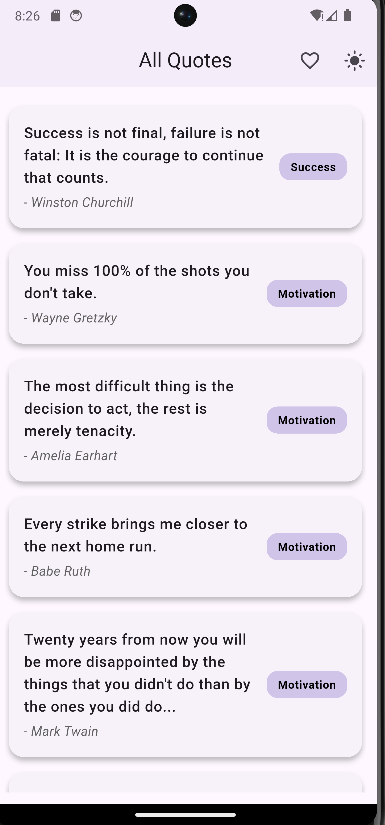 8:26
All Quotes
Success is not final, failure is not
fatal: It is the courage to continue
that counts.
- Winston Churchill
Success
You miss 100% of the shots you
don't take.
- Wayne Gretzky
Motivation
The most difficult thing is the
decision to act, the rest is
merely tenacity.
- Amelia Earhart
Motivation
Every strike brings me closer to
the next home run.
- Babe Ruth
Motivation
Twenty years from now you will
be more disappointed by the
things that you didn't do than by
the ones you did do...
- Mark Twain
Motivation